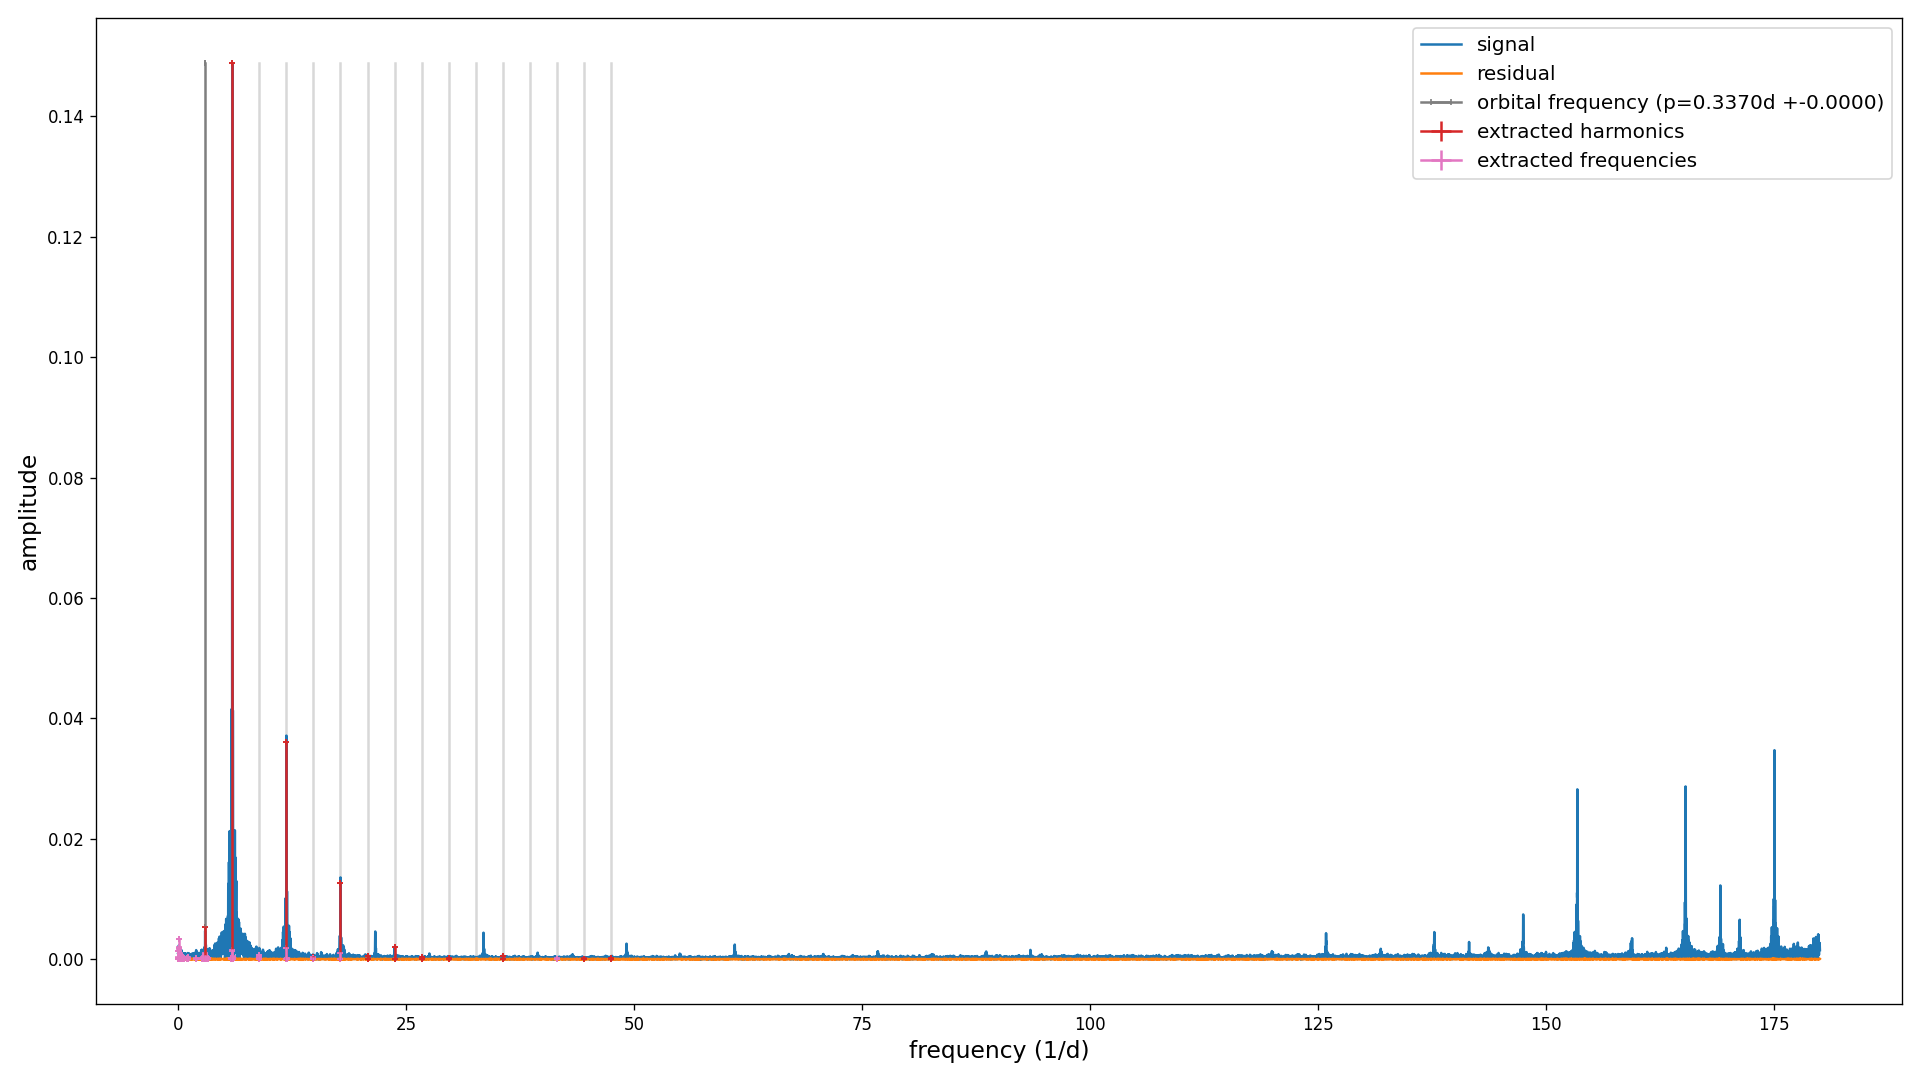 signal
residual
orbital frequency (p=0.3370d +-0.0000)
extracted harmonics
extracted frequencies
0.14
0.12
0.10
0.08
0.06
0.04
0.02
0.00
amplitude
0 25 50 75 100 125 150 175
frequency (1/d)